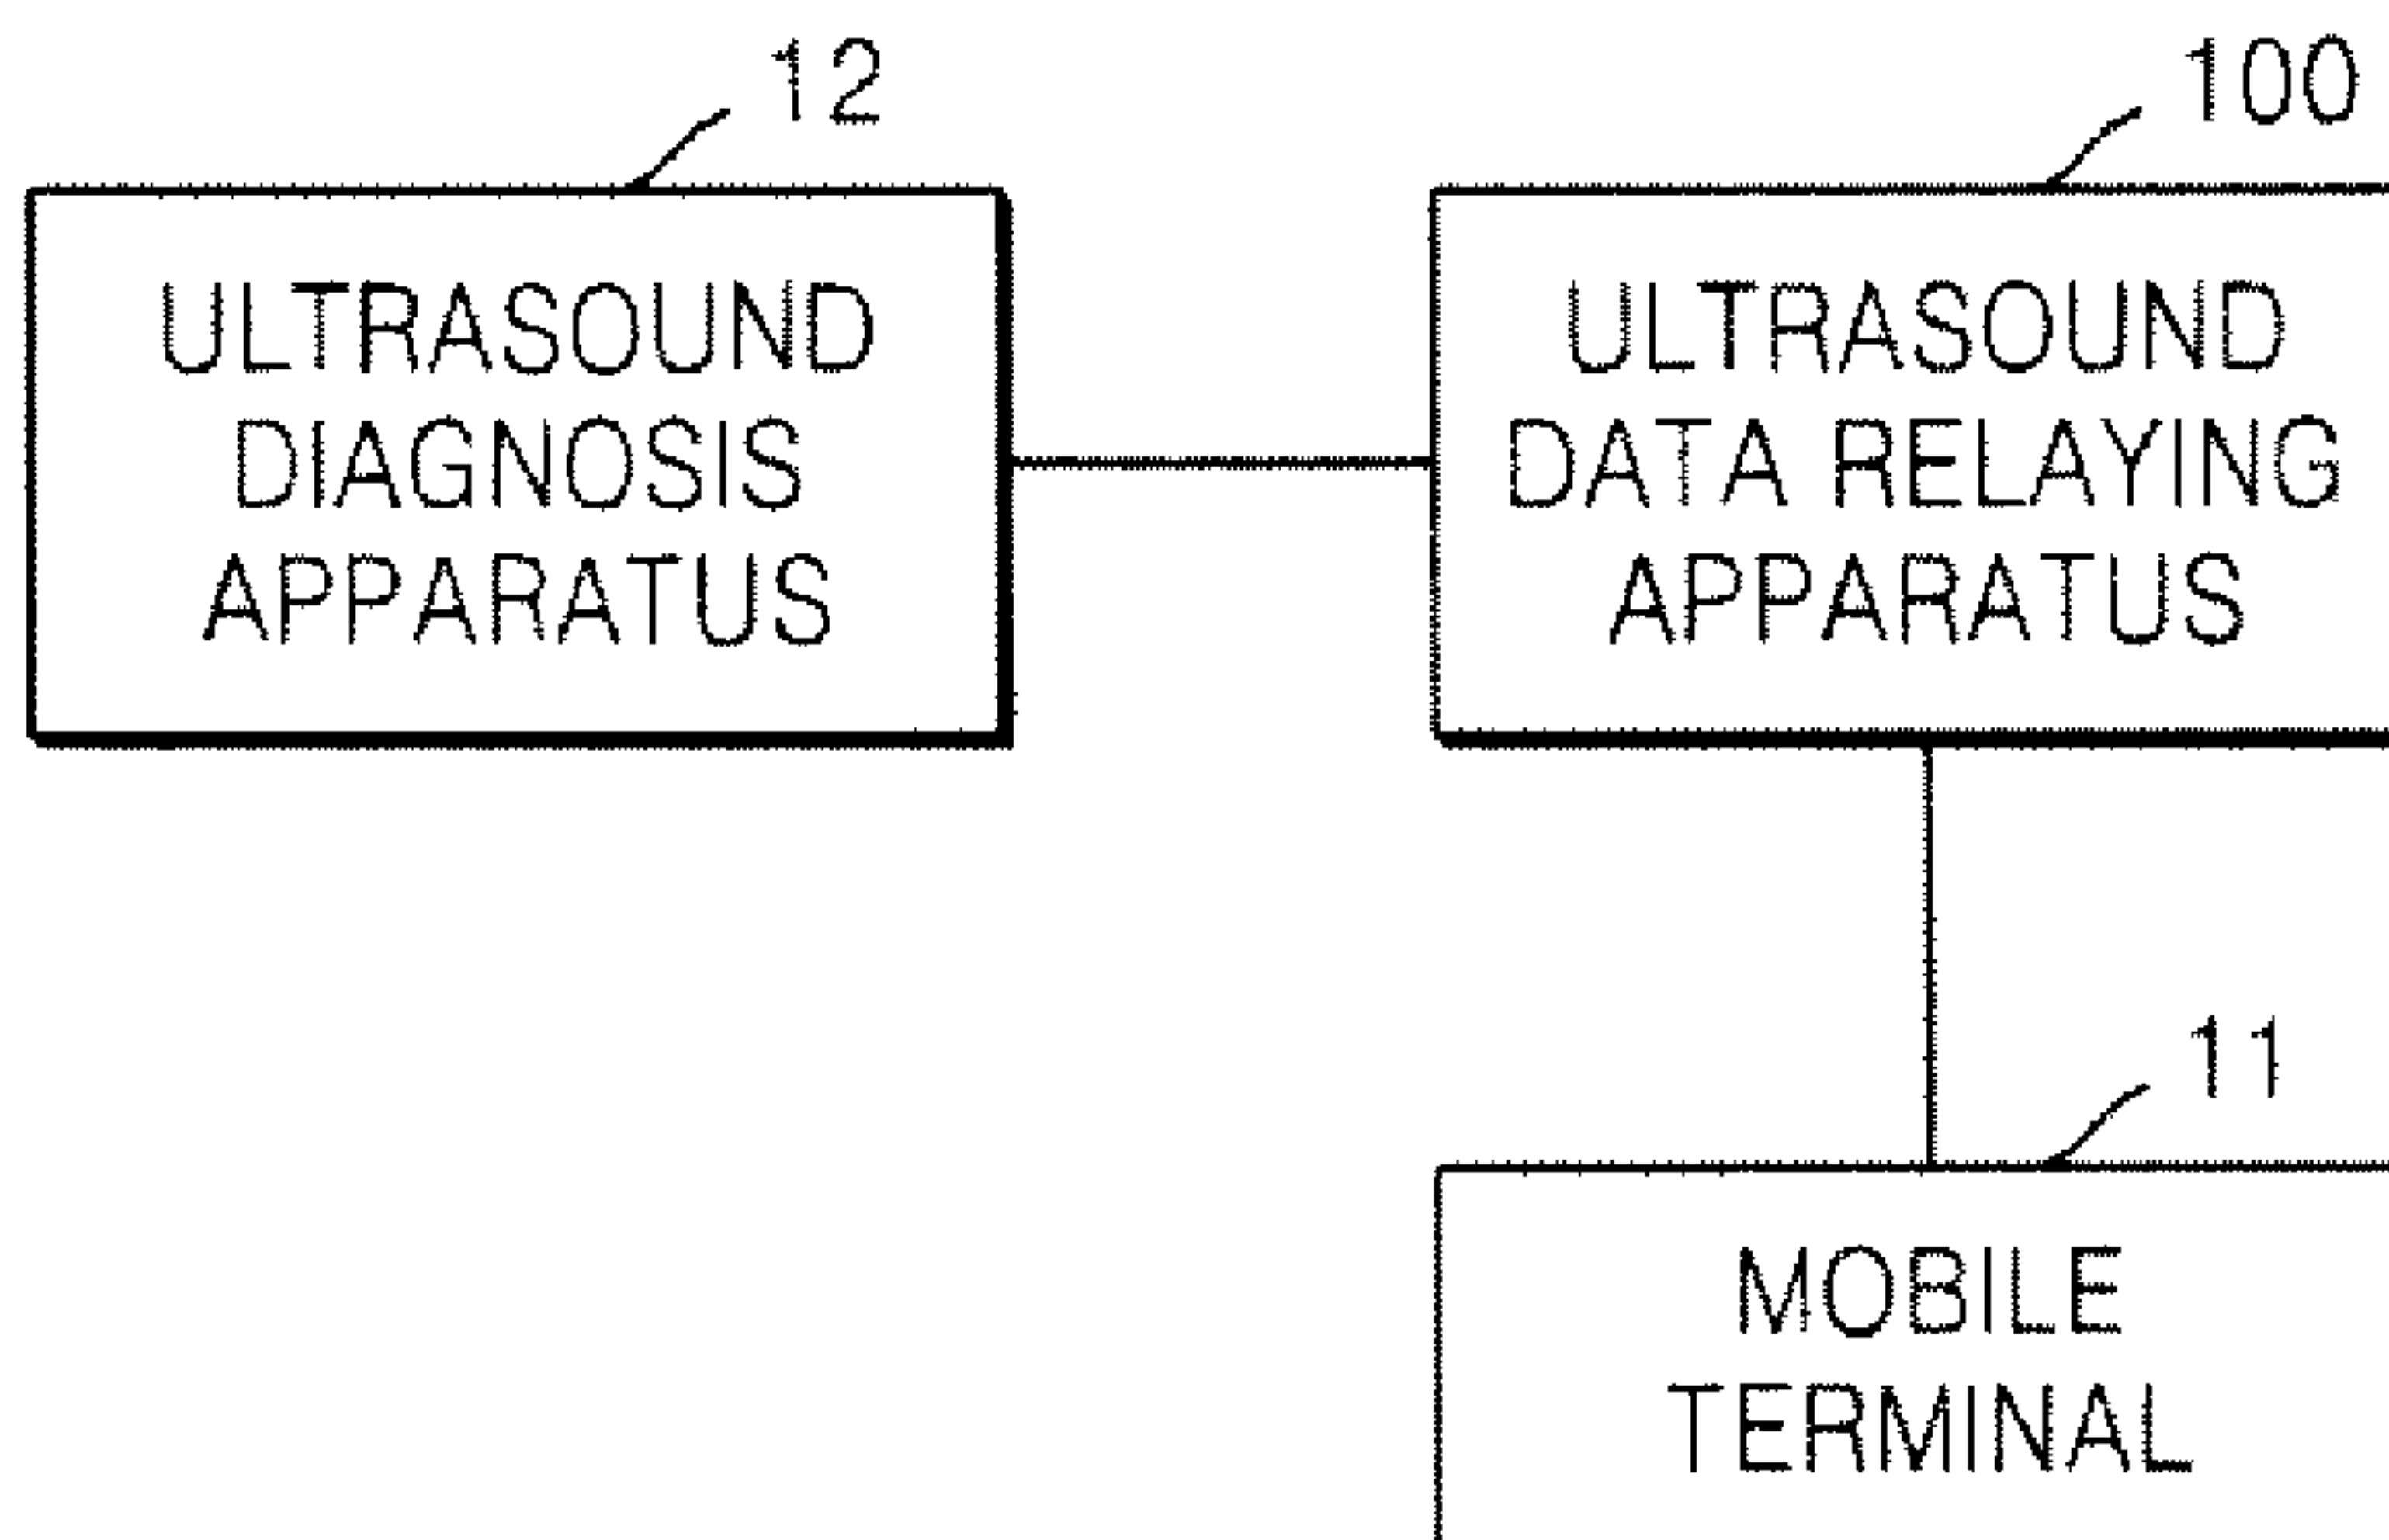 12
ULTRASOUND
DIAGNOSIS
APPARATUS
100
ULTRASOUND
DATA RELAYING
APPARATUS
11
MOBILE
TERMINAL